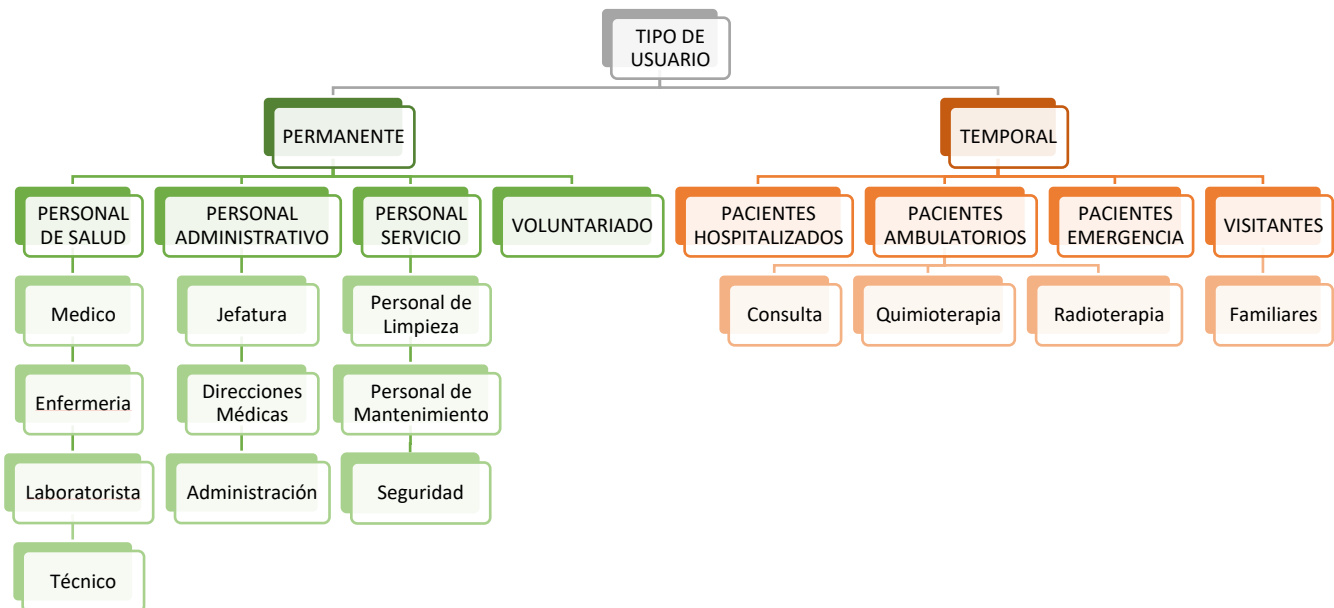 TIPO DE
USUARIO
PERMANENTE
TEMPORAL
PERSONAL
DE SALUD
PERSONAL
ADMINISTRATIVO
PERSONAL
SERVICIO
VOLUNTARIADO
PACIENTES
HOSPITALIZADOS
PACIENTES
AMBULATORIOS
PACIENTES
EMERGENCIA
VISITANTES
Medico
Jefatura
Personal de
Limpieza
Consulta
Quimioterapia
Radioterapia
Familiares
Enfermeria
Direcciones
Médicas
Personal de
Mantenimiento
Laboratorista
Administración
Seguridad
Técnico